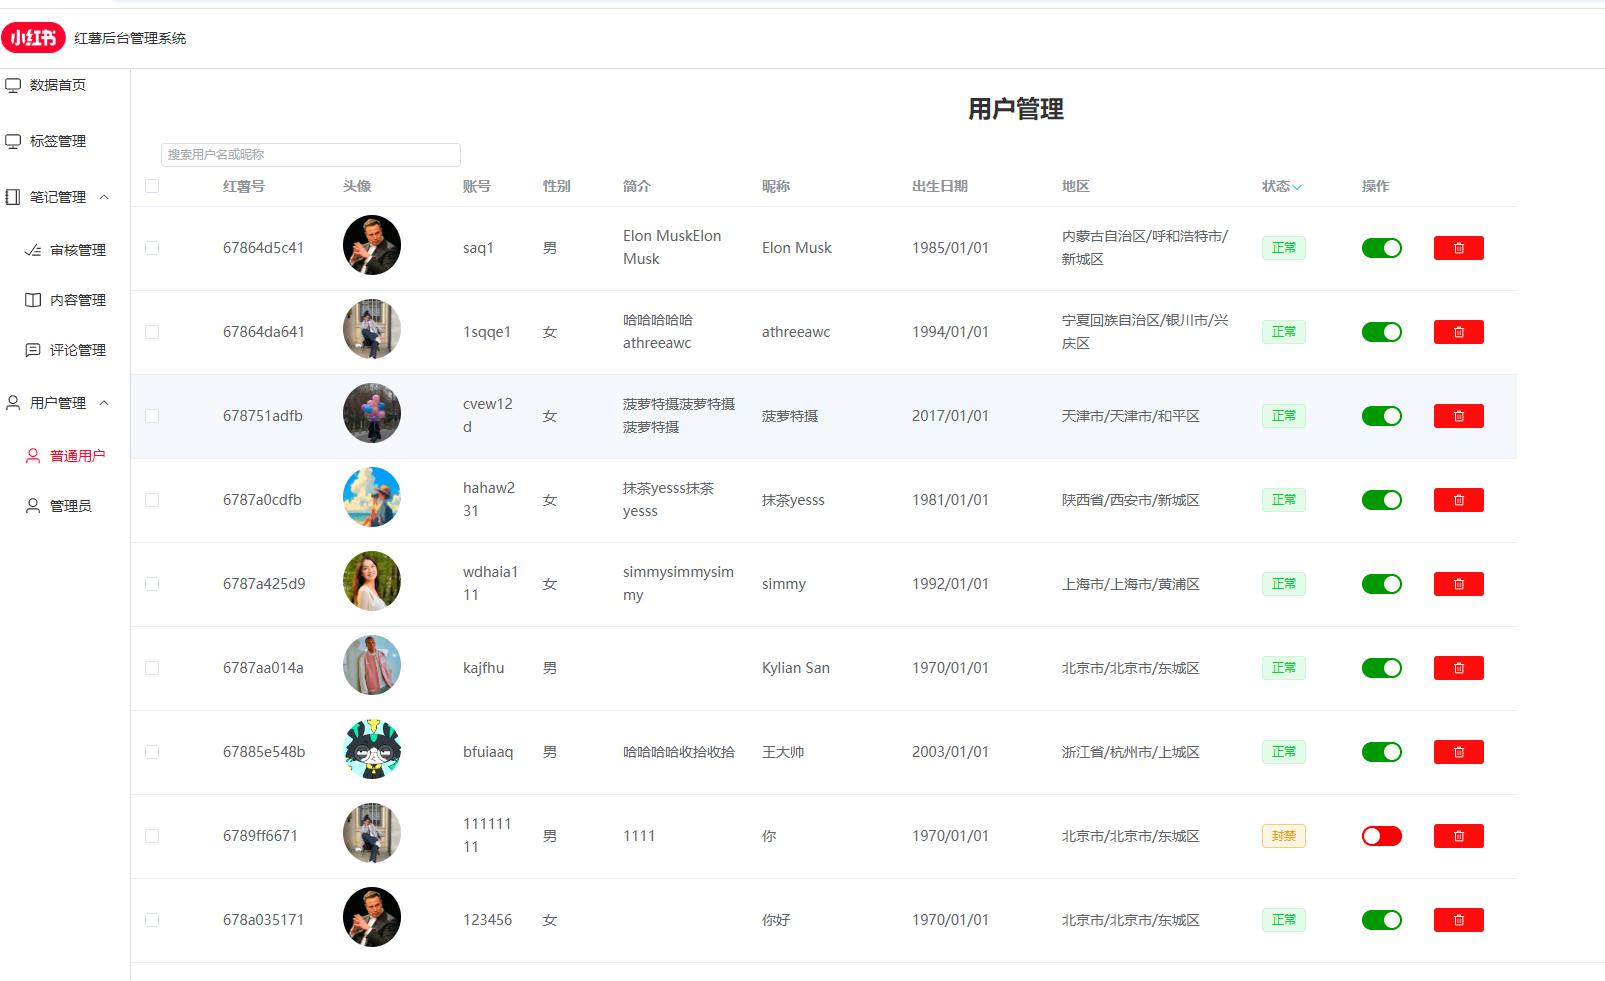 小红书 红薯后台管理系统
数据首页
标签管理
笔记管理
审核管理
内容管理
评论管理
用户管理
普通用户
管理员
用户管理
搜索用户名或昵称
红薯号 头像 账号 性别 简介 昵称 出生日期 地区 状态 操作
67864d5c41 saq1 男 Elon MuskElon Musk Elon Musk 1985/01/01 内蒙古自治区/呼和浩特市/新城区 正常
67864da641 1sqqe1 女 哈哈哈哈哈 athreeawc athreeawc 1994/01/01 宁夏回族自治区/银川市/兴庆区 正常
678751adfb cvew12d 女 菠萝特摄菠萝特摄菠萝特摄 菠萝特摄 2017/01/01 天津市/天津市/和平区 正常
6787a0cdfb hahaw231 女 抹茶yesss抹茶yesss 抹茶yesss 1981/01/01 陕西省/西安市/新城区 正常
6787a425d9 wdhaia111 女 simmysimmysimmy simmy 1992/01/01 上海市/上海市/黄浦区 正常
6787aa014a kajfhu 男 Kylian San 1970/01/01 北京市/北京市/东城区 正常
67885e548b bfuiaaq 男 哈哈哈哈收拾收拾 王大帅 2003/01/01 浙江省/杭州市/上城区 正常
6789ff6671 11111111 男 1111 你 1970/01/01 北京市/北京市/东城区 封禁
678a035171 123456 女 你好 1970/01/01 北京市/北京市/东城区 正常